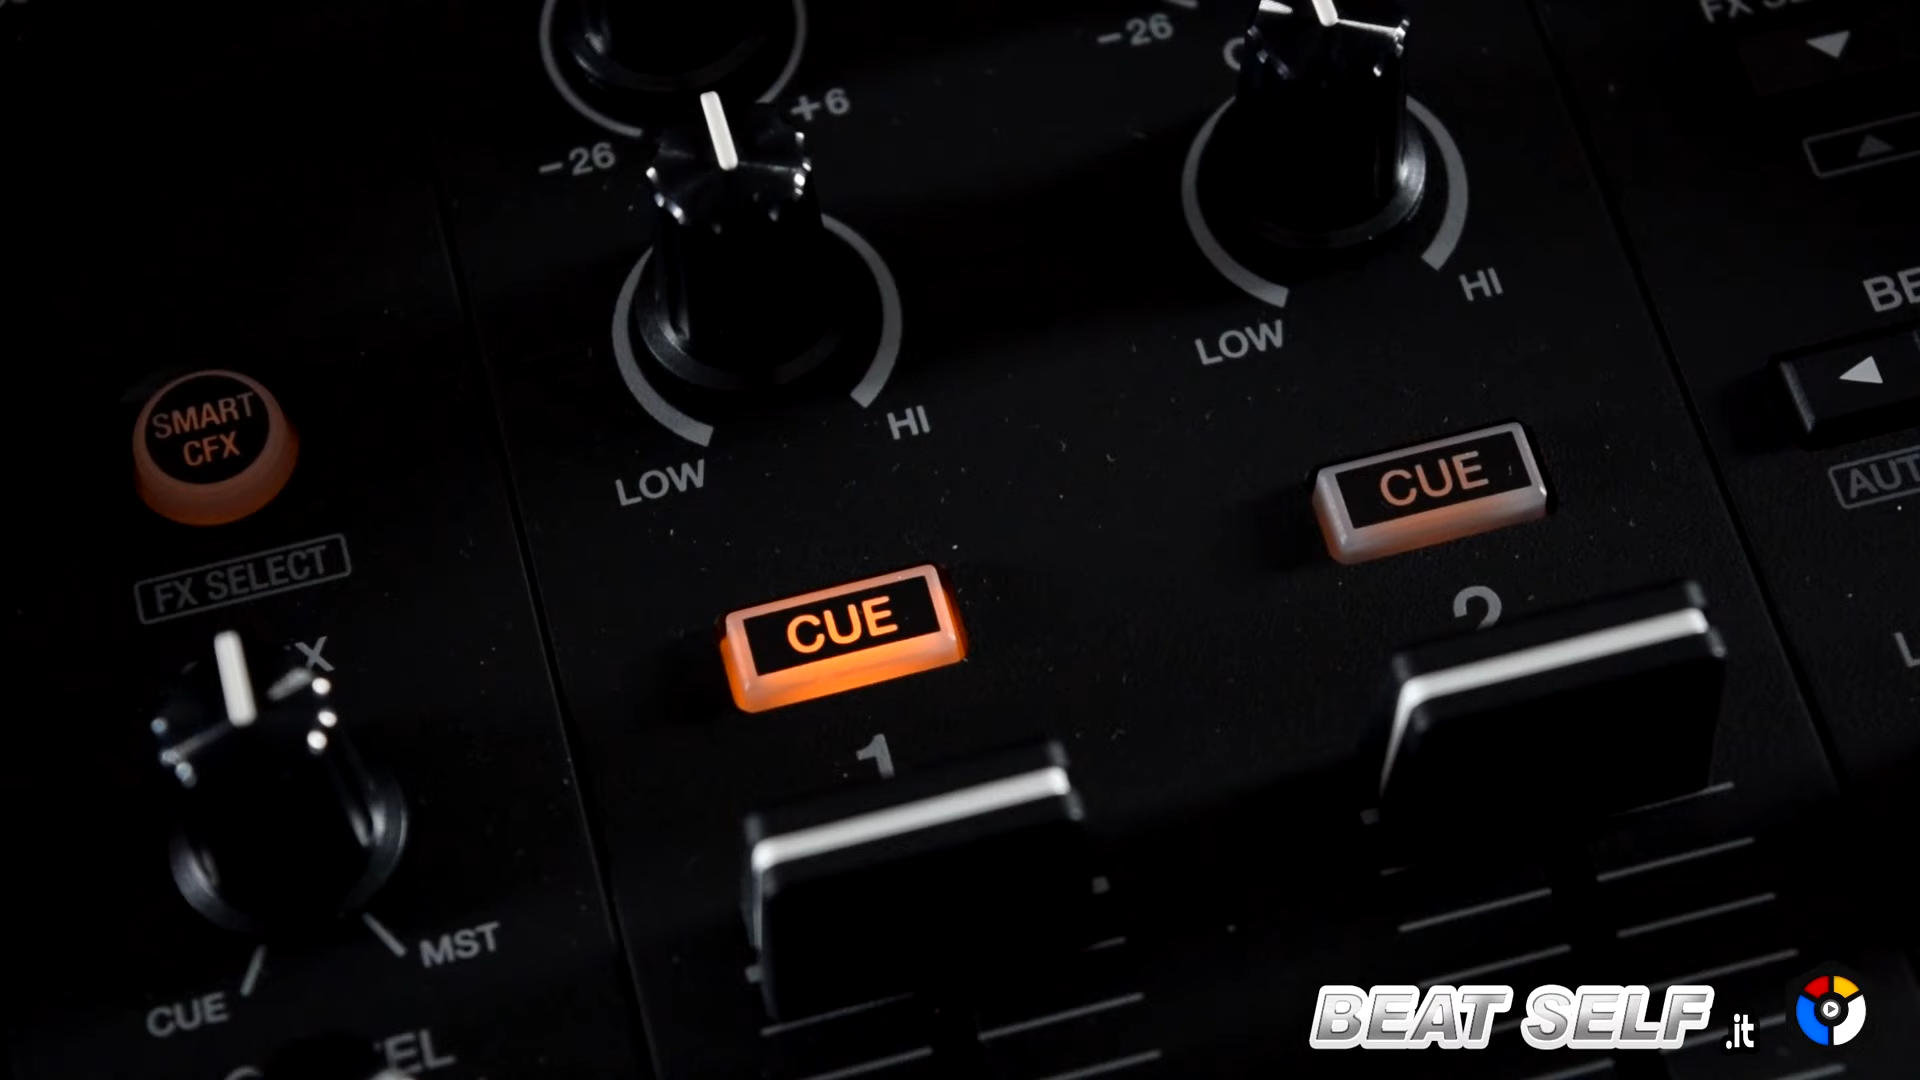 -26
+6
-26
HI
LOW
HI
LOW
SMART
CFX
FX SELECT
CUE
CUE
1
2
MST
CUE
BEAT SELF .it